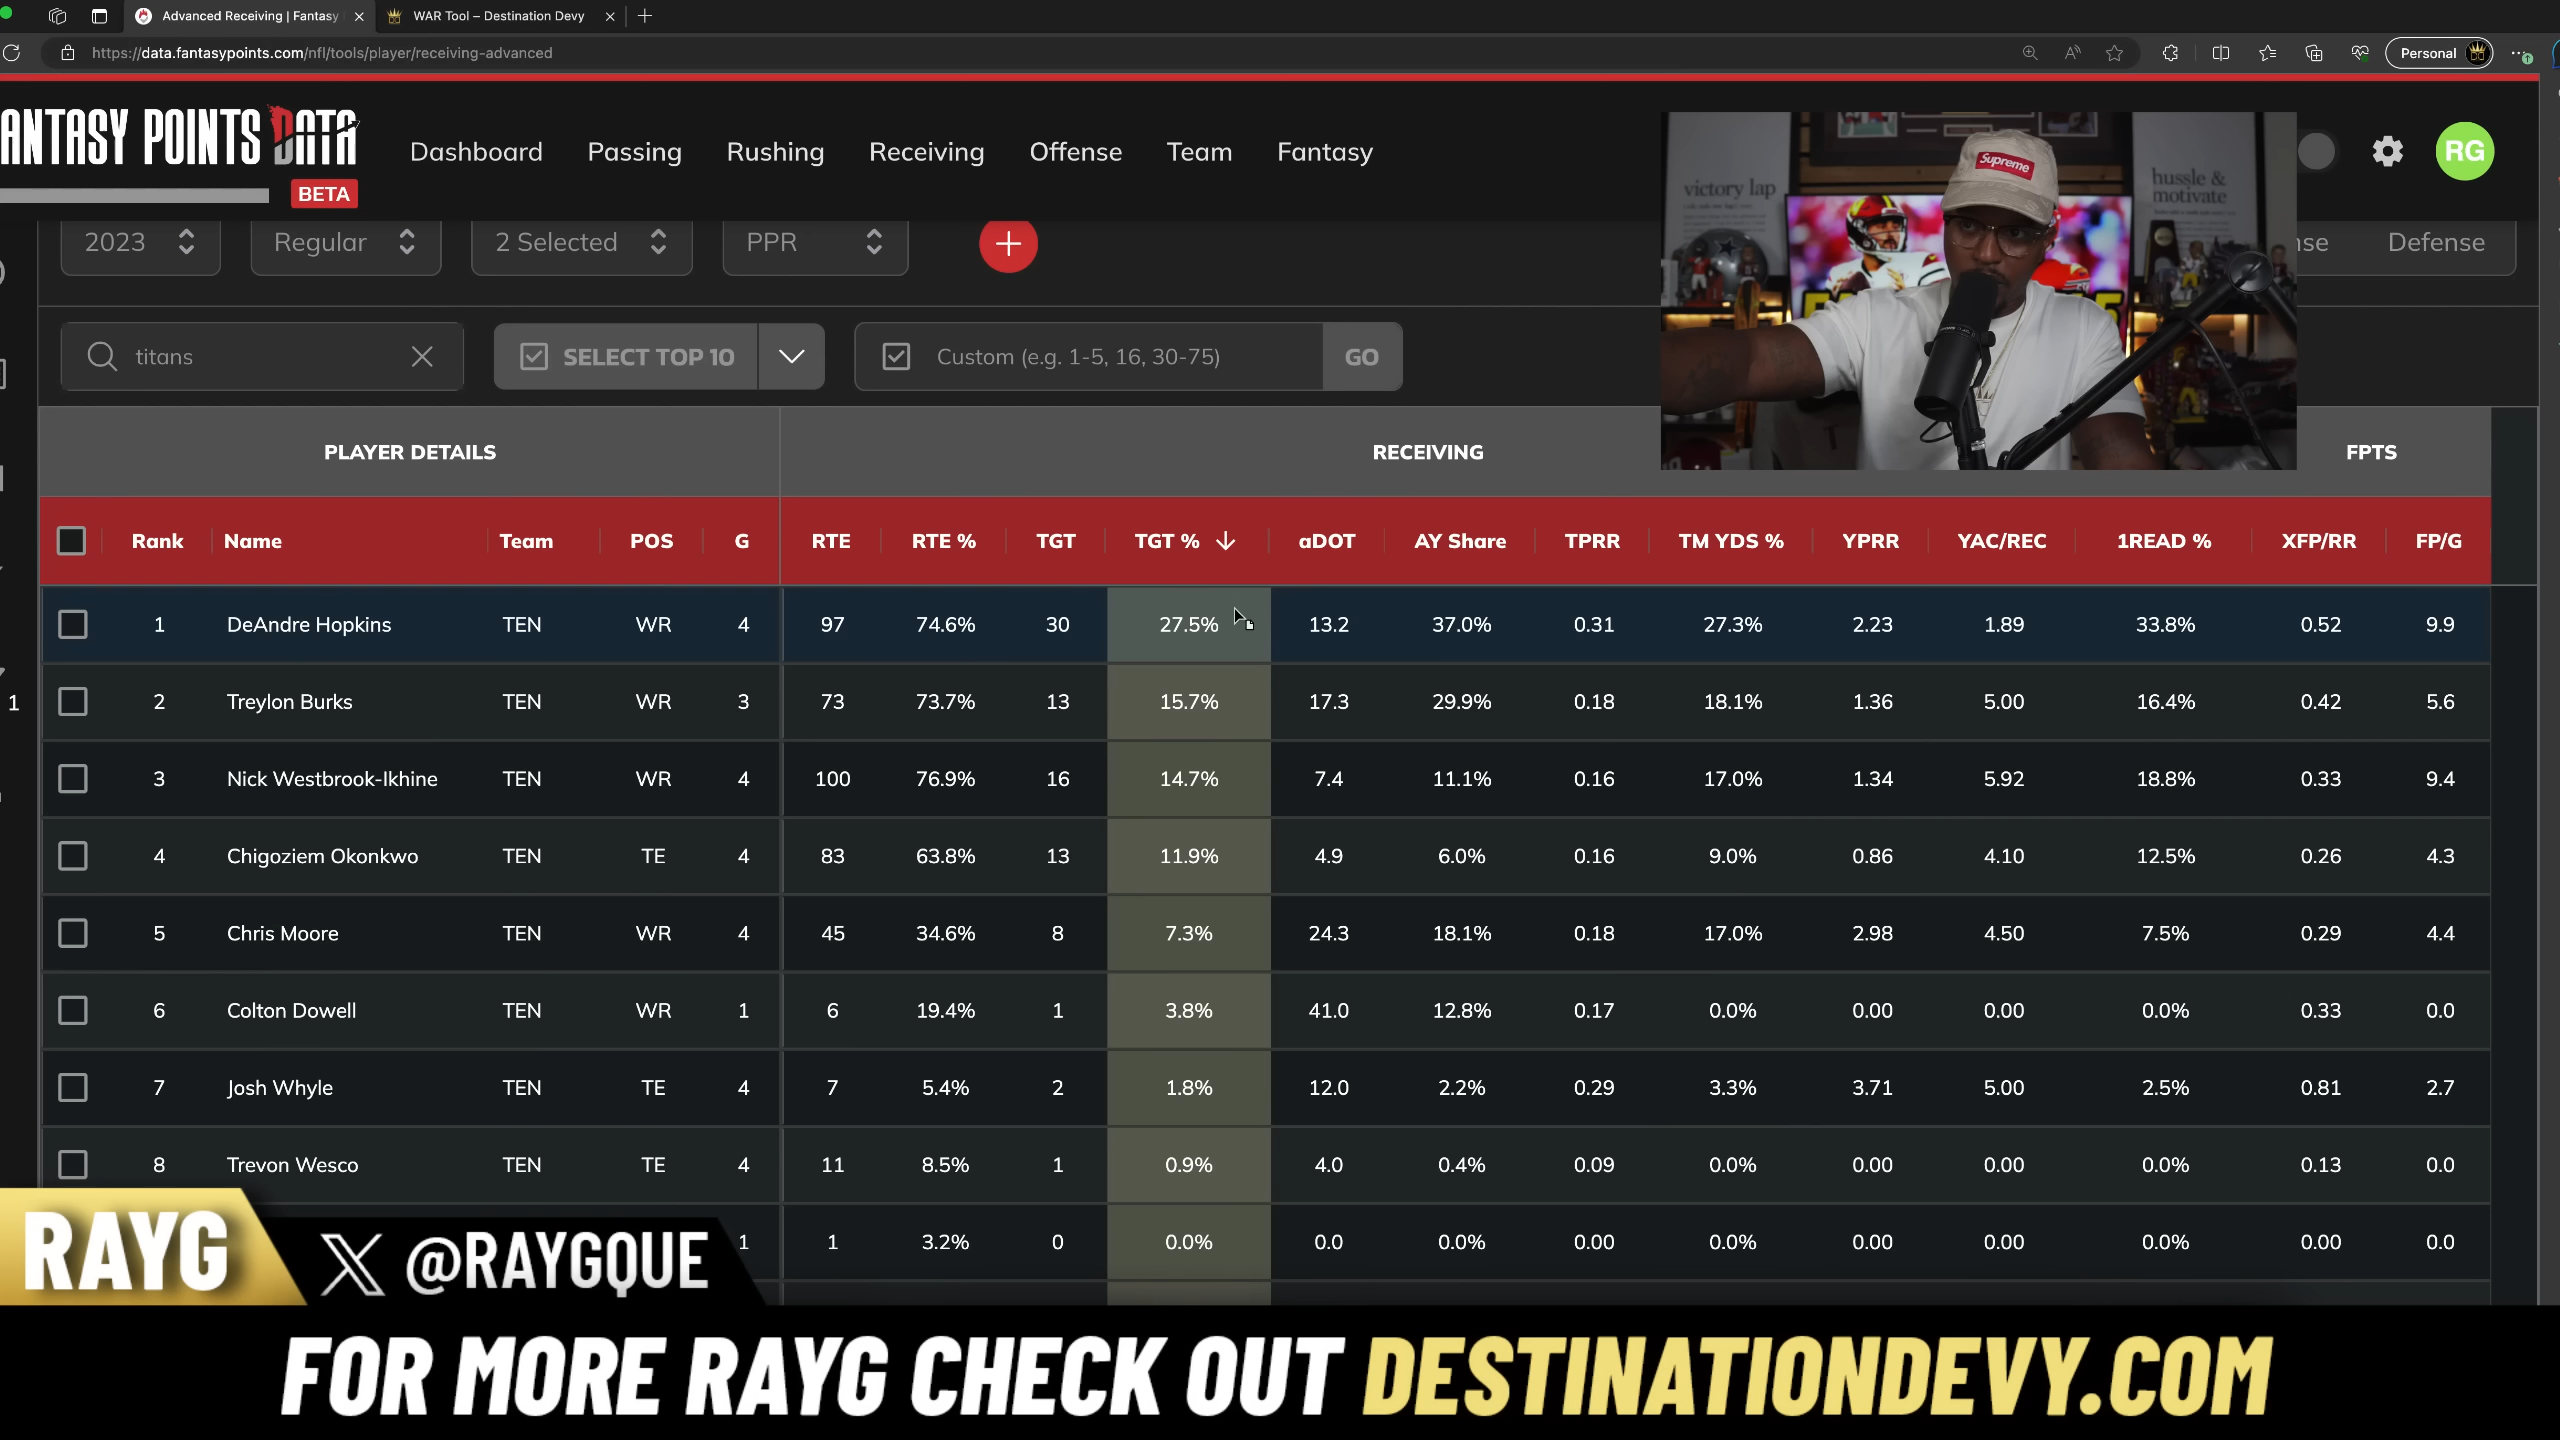 Advanced Receiving | Fantasy
WAR Tool – Destination Devy
https://data.fantasypoints.com/nfl/tools/player/receiving-advanced
Personal
ANTASY POINTS DATA
BETA
Dashboard Passing Rushing Receiving Offense Team Fantasy
RG
victory lap
Supreme
hussle &
motivate
2023 Regular 2 Selected PPR
nse Defense
titans SELECT TOP 10 Custom (e.g. 1-5, 16, 30-75) GO
PLAYER DETAILS RECEIVING FPTS
Rank Name Team POS G RTE RTE % TGT TGT % aDOT AY Share TPRR TM YDS % YPRR YAC/REC 1READ % XFP/RR FP/G
1 DeAndre Hopkins TEN WR 4 97 74.6% 30 27.5% 13.2 37.0% 0.31 27.3% 2.23 1.89 33.8% 0.52 9.9
1
2 Treylon Burks TEN WR 3 73 73.7% 13 15.7% 17.3 29.9% 0.18 18.1% 1.36 5.00 16.4% 0.42 5.6
3 Nick Westbrook-Ikhine TEN WR 4 100 76.9% 16 14.7% 7.4 11.1% 0.16 17.0% 1.34 5.92 18.8% 0.33 9.4
4 Chigoziem Okonkwo TEN TE 4 83 63.8% 13 11.9% 4.9 6.0% 0.16 9.0% 0.86 4.10 12.5% 0.26 4.3
5 Chris Moore TEN WR 4 45 34.6% 8 7.3% 24.3 18.1% 0.18 17.0% 2.98 4.50 7.5% 0.29 4.4
6 Colton Dowell TEN WR 1 6 19.4% 1 3.8% 41.0 12.8% 0.17 0.0% 0.00 0.00 0.0% 0.33 0.0
7 Josh Whyle TEN TE 4 7 5.4% 2 1.8% 12.0 2.2% 0.29 3.3% 3.71 5.00 2.5% 0.81 2.7
8 Trevon Wesco TEN TE 4 11 8.5% 1 0.9% 4.0 0.4% 0.09 0.0% 0.00 0.00 0.0% 0.13 0.0
1 1 3.2% 0 0.0% 0.0 0.0% 0.00 0.0% 0.00 0.00 0.0% 0.00 0.0
RAYG X @RAYGQUE
FOR MORE RAYG CHECK OUT DESTINATIONDEVY.COM